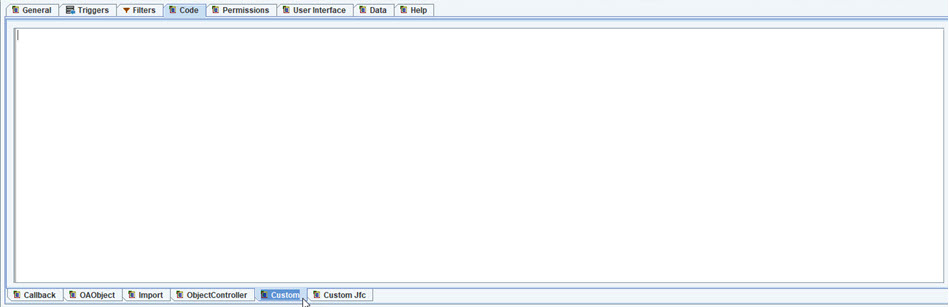 General Triggers Filters Code Permissions User Interface Data Help
Callback OAObject Import ObjectController Custom Custom Jfc